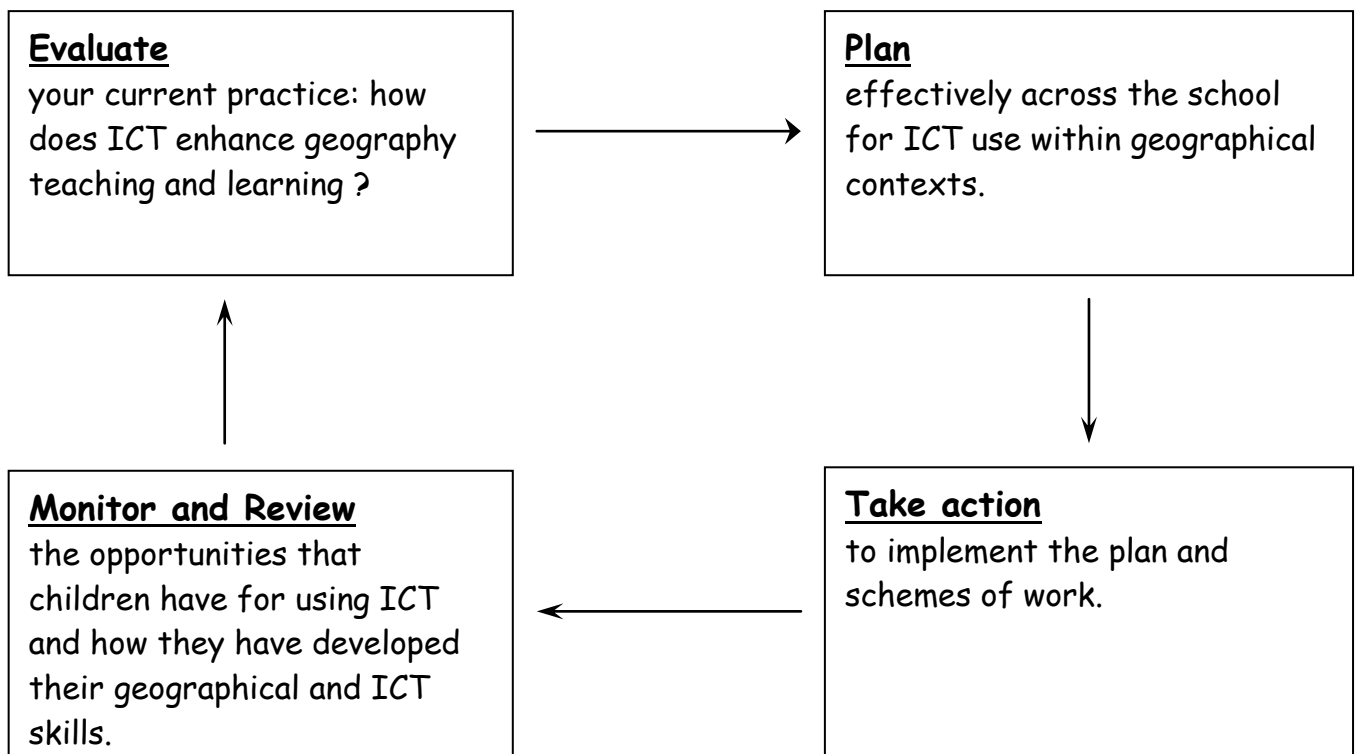 Evaluate
your current practice: how
does ICT enhance geography
teaching and learning ?
Plan
effectively across the school
for ICT use within geographical
contexts.
Monitor and Review
the opportunities that
children have for using ICT
and how they have developed
their geographical and ICT
skills.
Take action
to implement the plan and
schemes of work.